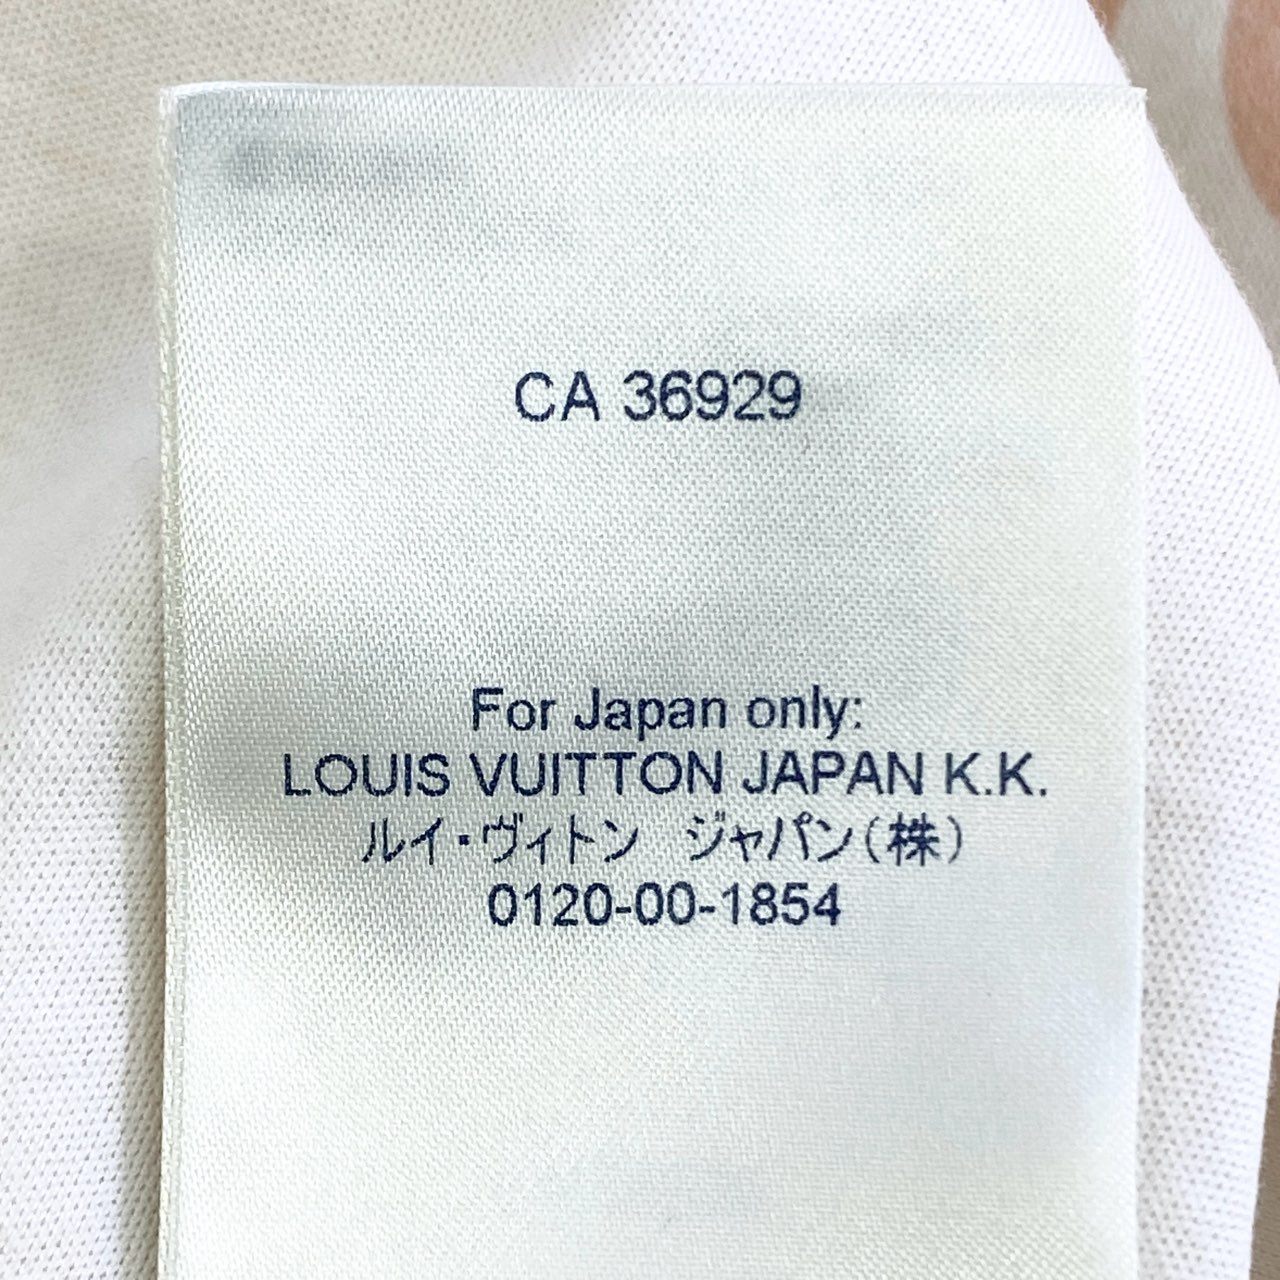 CA 36929
For Japan only:
LOUIS VUITTON JAPAN K.K.
ルイ・ヴィトン　ジャパン(株)
0120-00-1854